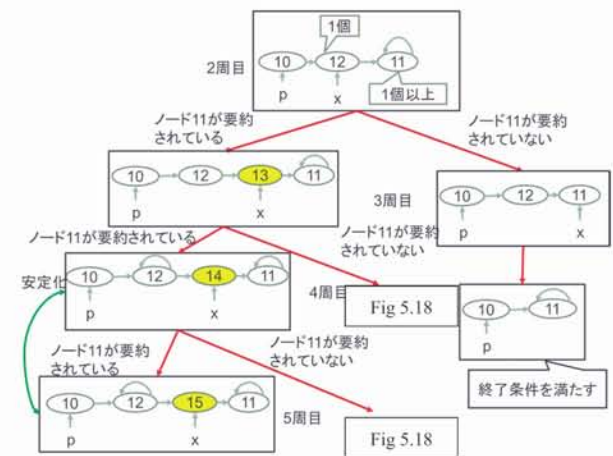 1個
2周目
10 12 11
p x
1個以上
ノード11が要約
されている
ノード11が要約
されていない
10 12 13 11
p x
3周目
10 12 11
p x
ノード11が要約されている
ノード11が要約
されていない
安定化
10 12 14 11
p x
4周目
Fig 5.18
10 11
p
終了条件を満たす
ノード11が要約
されている
ノード11が要約
されていない
10 12 15 11
p x
5周目
Fig 5.18